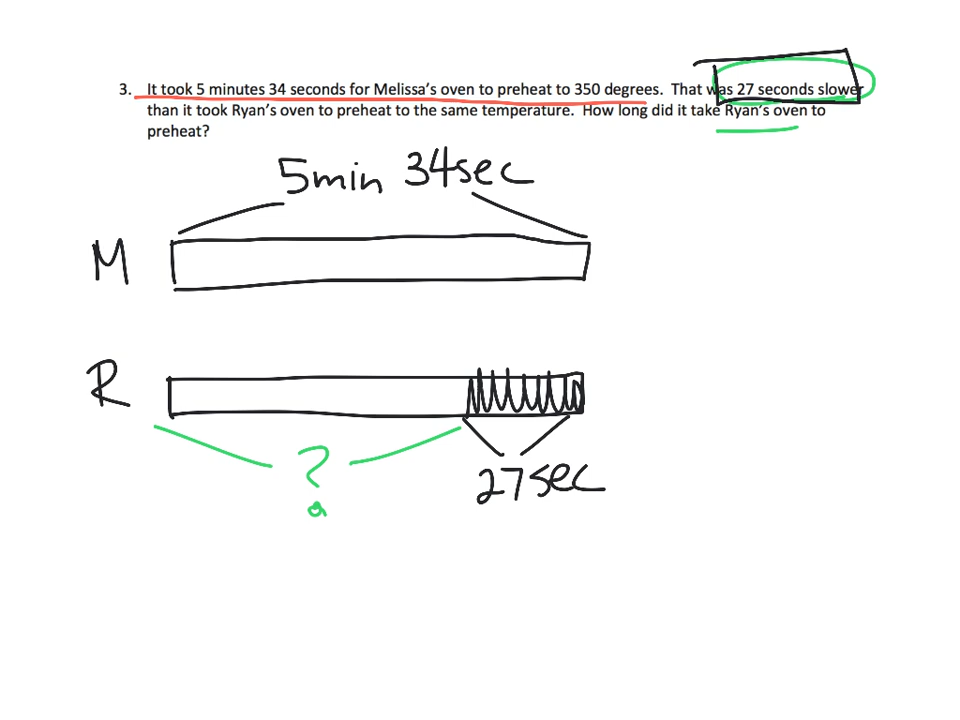 3. It took 5 minutes 34 seconds for Melissa's oven to preheat to 350 degrees. That was 27 seconds slower
than it took Ryan's oven to preheat to the same temperature. How long did it take Ryan's oven to
preheat?
5min 34sec
M
R
?
27sec